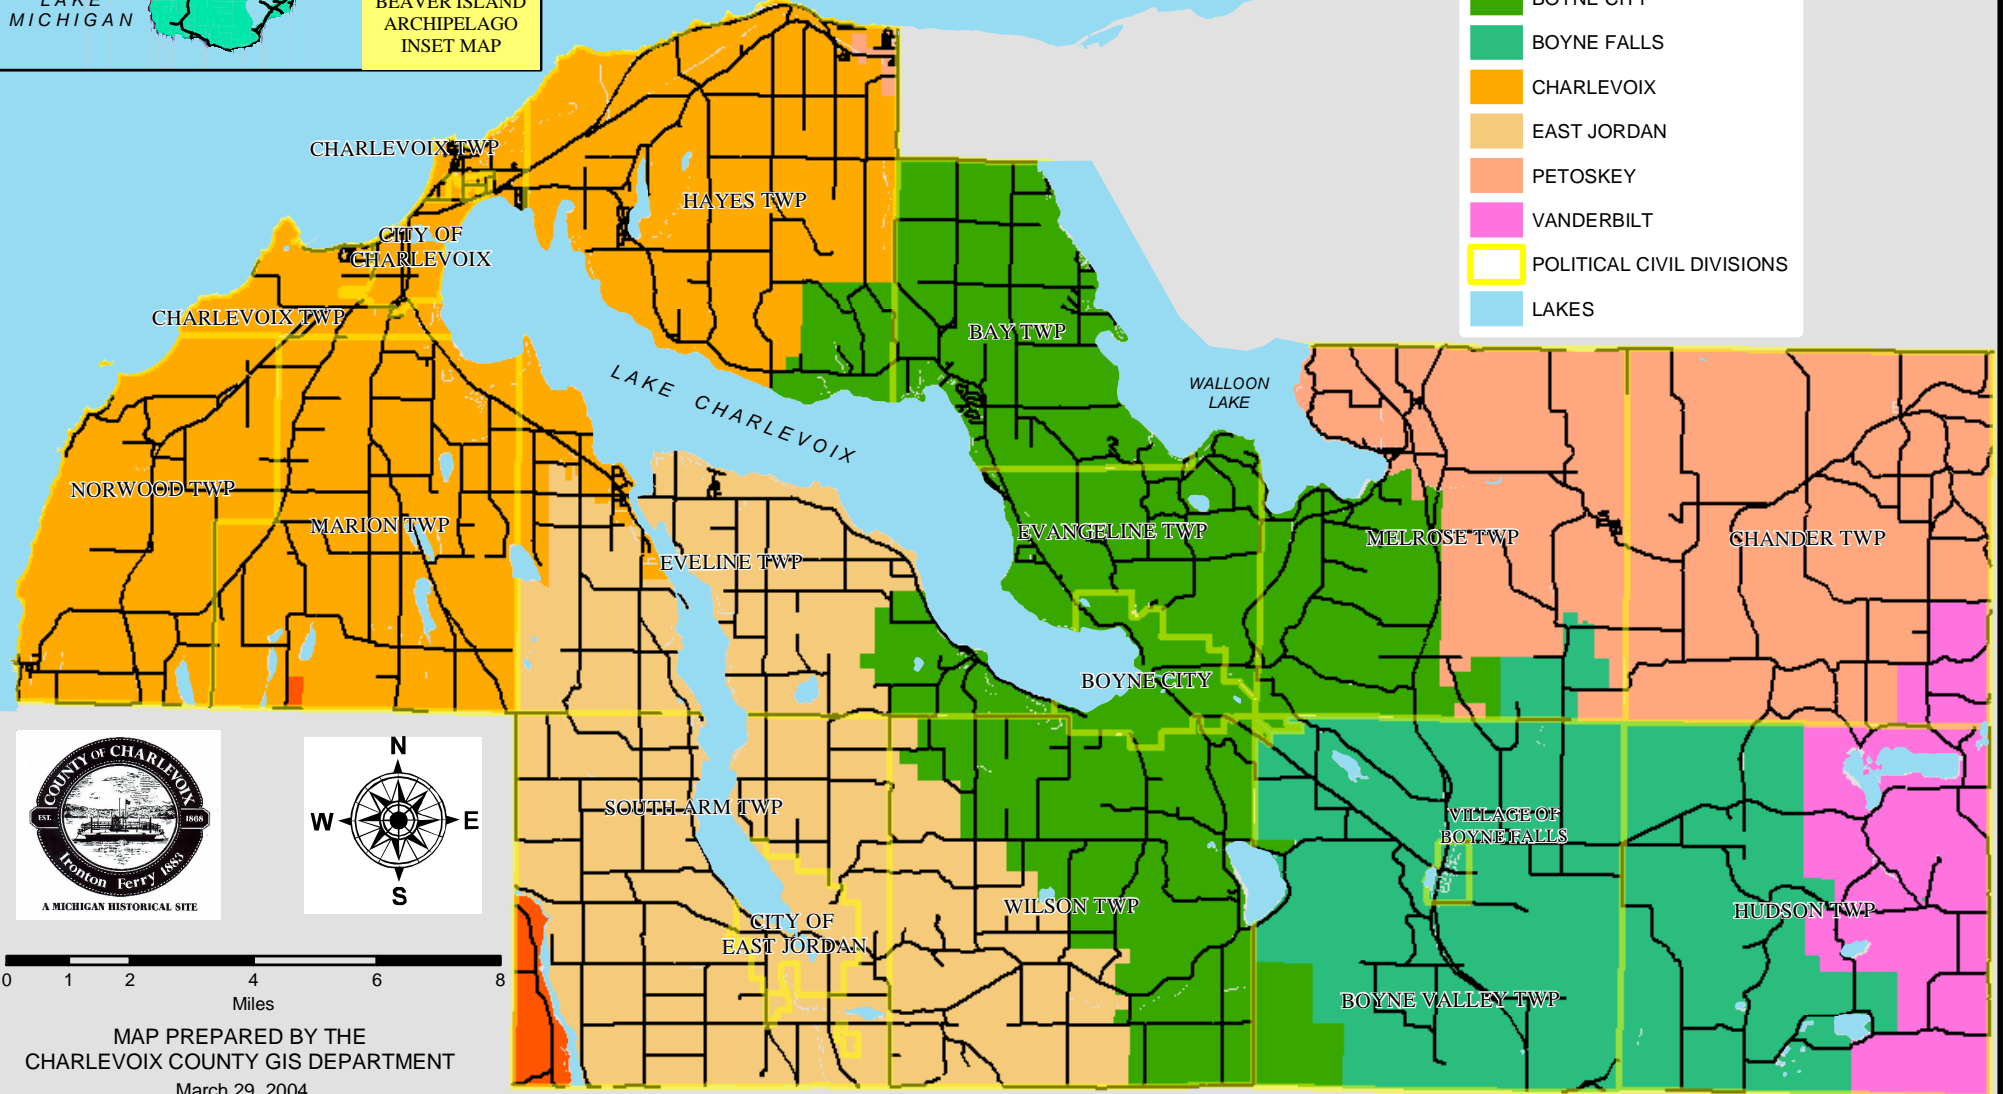 LAKE
MICHIGAN
BEAVER ISLAND
ARCHIPELAGO
INSET MAP
BOYNE CITY
BOYNE FALLS
CHARLEVOIX
EAST JORDAN
PETOSKEY
VANDERBILT
POLITICAL CIVIL DIVISIONS
LAKES
CHARLEVOIX TWP
HAYES TWP
CITY OF
CHARLEVOIX
CHARLEVOIX TWP
BAY TWP
LAKE CHARLEVOIX
WALLOON
LAKE
NORWOOD TWP
MARION TWP
EVELINE TWP
EVANGELINE TWP
MELROSE TWP
CHANDER TWP
BOYNE CITY
SOUTH ARM TWP
VILLAGE OF
BOYNE FALLS
WILSON TWP
HUDSON TWP
CITY OF
EAST JORDAN
BOYNE VALLEY TWP
COUNTY OF CHARLEVOIX
EST. 1868
Ironton Ferry 1883
A MICHIGAN HISTORICAL SITE
N
W E
S
0 1 2 4 6 8
Miles
MAP PREPARED BY THE
CHARLEVOIX COUNTY GIS DEPARTMENT
March 29, 2004